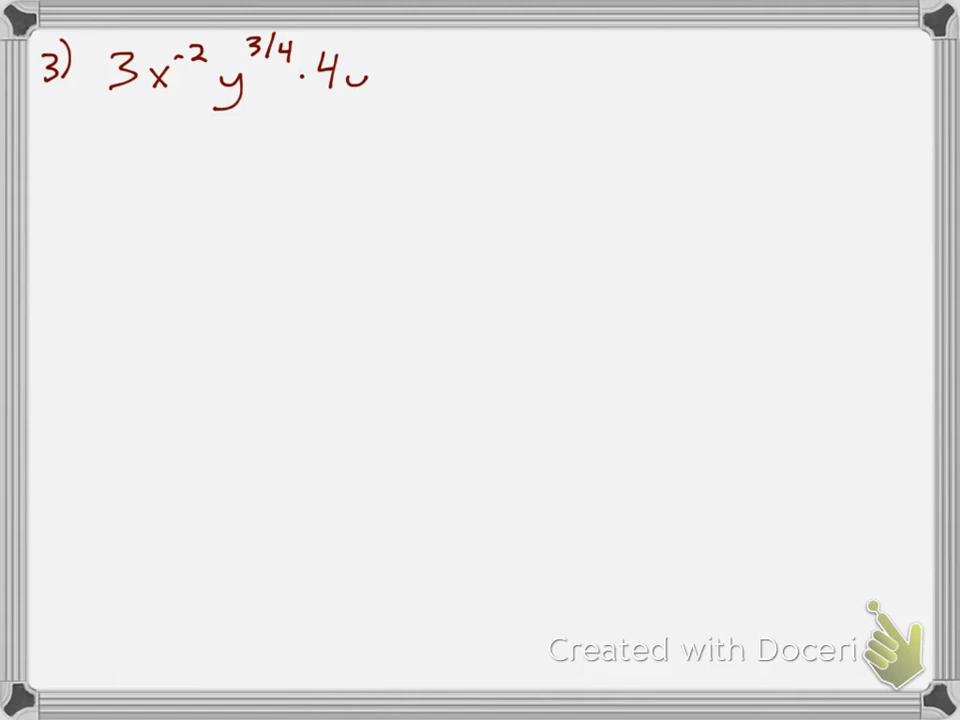 3) 3x⁻² y^{3/4} · 4
Created with Doceri